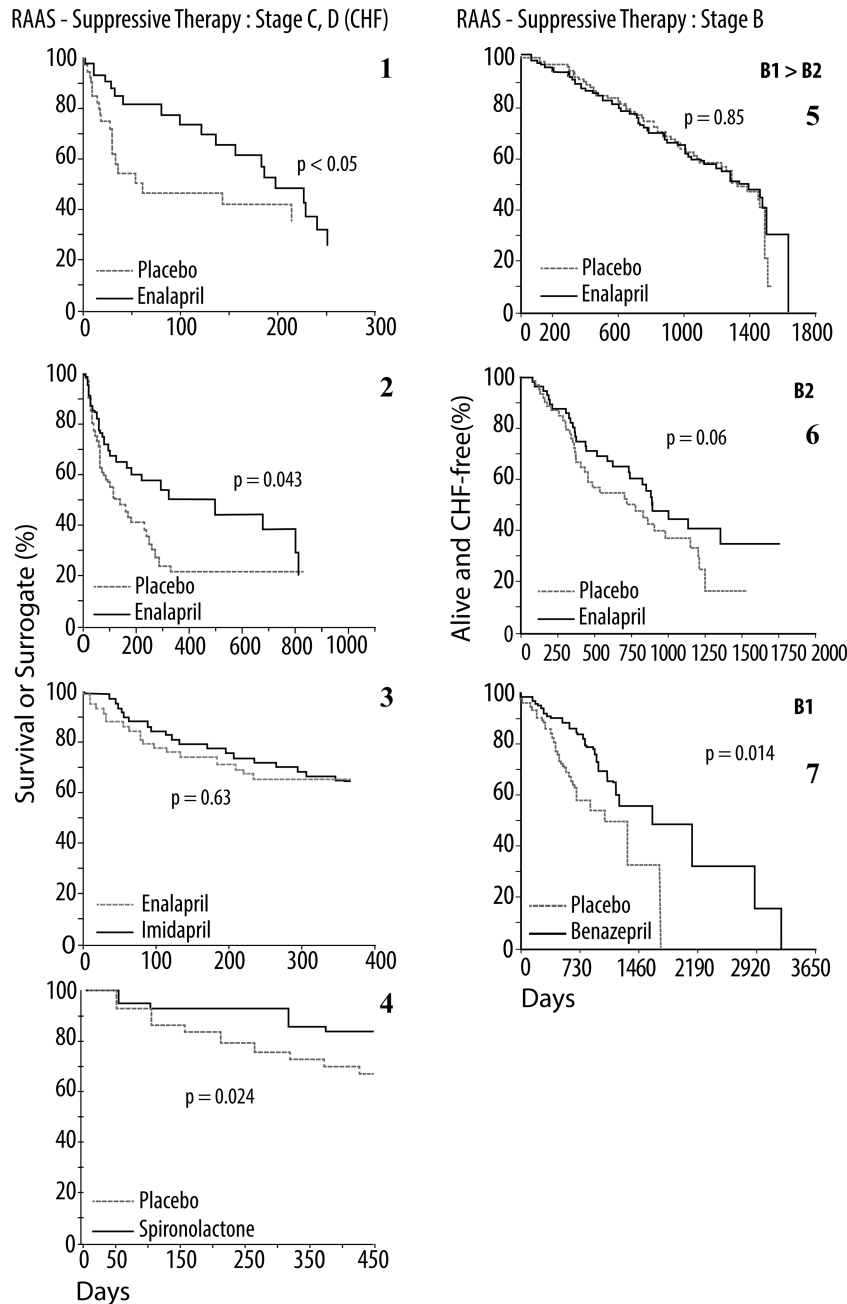 RAAS - Suppressive Therapy : Stage C, D (CHF)
100
80
60
40
20
0
1
p < 0.05
Placebo
Enalapril
0 100 200 300
100
80
60
40
20
0
2
p = 0.043
Placebo
Enalapril
0 200 400 600 800 1000
Survival or Surrogate (%)
100
80
60
40
20
0
3
p = 0.63
Enalapril
Imidapril
0 100 200 300 400
100
80
60
40
20
0
4
p = 0.024
Placebo
Spironolactone
0 50 150 250 350 450
Days
RAAS - Suppressive Therapy : Stage B
100
80
60
40
20
0
B1 > B2
5
p = 0.85
Placebo
Enalapril
0 200 600 1000 1400 1800
Alive and CHF-free(%)
100
80
60
40
20
0
B2
6
p = 0.06
Placebo
Enalapril
0 250 500 750 1000 1250 1500 1750 2000
100
80
60
40
20
0
B1
7
p = 0.014
Placebo
Benazepril
0 730 1460 2190 2920 3650
Days